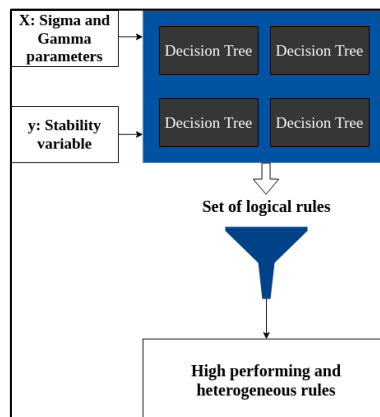 X: Sigma and
Gamma
parameters
Decision Tree
Decision Tree
y: Stability
variable
Decision Tree
Decision Tree
Set of logical rules
High performing and
heterogeneous rules